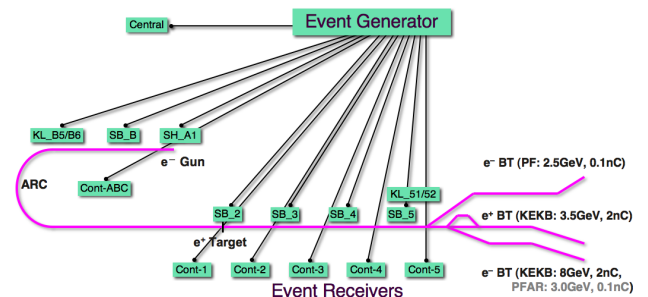 Event Generator
Central
KL_B5/B6
SB_B
SH_A1
e⁻ Gun
ARC
Cont-ABC
e⁻ BT (PF: 2.5GeV, 0.1nC)
KL_51/52
SB_2
SB_3
SB_4
SB_5
e⁺ BT (KEKB: 3.5GeV, 2nC)
e⁺ Target
Cont-1
Cont-2
Cont-3
Cont-4
Cont-5
e⁻ BT (KEKB: 8GeV, 2nC,
PFAR: 3.0GeV, 0.1nC)
Event Receivers